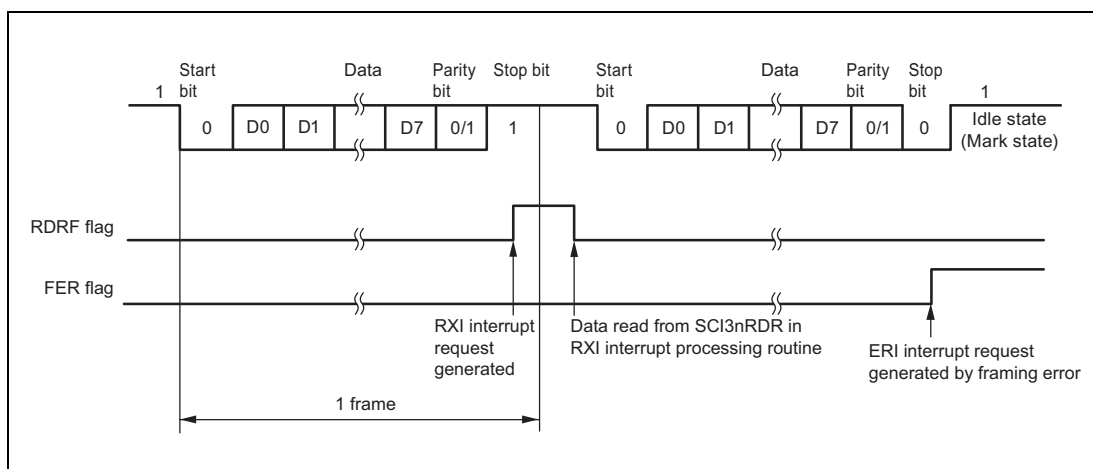 Start bit
Data
Parity bit
Stop bit
Start bit
Data
Parity bit
Stop bit
1
1
0
D0
D1
D7
0/1
1
0
D0
D1
D7
0/1
0
Idle state
(Mark state)
RDRF flag
FER flag
RXI interrupt
request
generated
Data read from SCI3nRDR in
RXI interrupt processing routine
ERI interrupt request
generated by framing error
1 frame